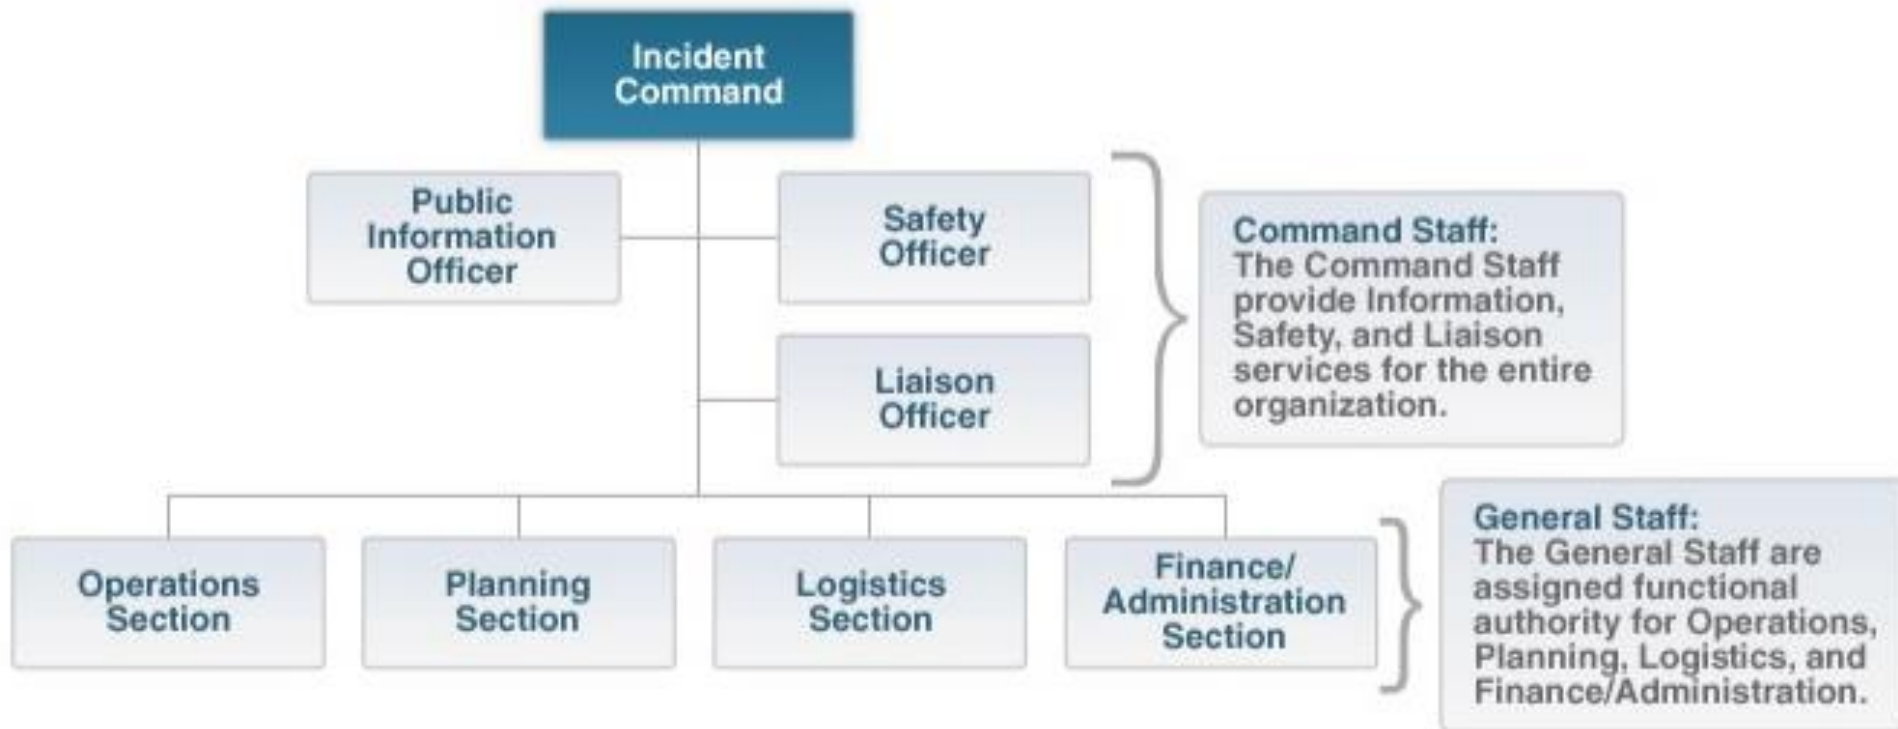 Incident
Command
Public
Information
Officer
Safety
Officer
Liaison
Officer
Command Staff:
The Command Staff
provide Information,
Safety, and Liaison
services for the entire
organization.
Operations
Section
Planning
Section
Logistics
Section
Finance/
Administration
Section
General Staff:
The General Staff are
assigned functional
authority for Operations,
Planning, Logistics, and
Finance/Administration.